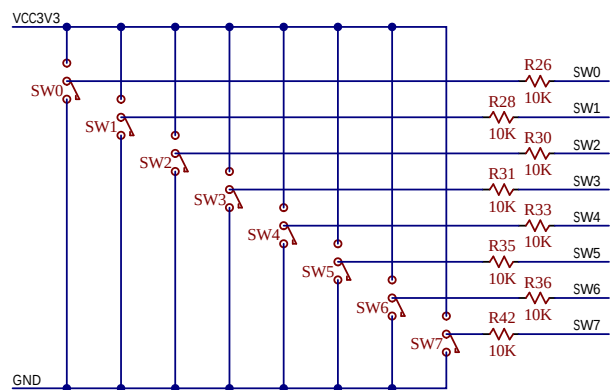 VCC3V3
R26
SW0
SW0
10K
R28
SW1
SW1
10K
R30
SW2
SW2
10K
R31
SW3
SW3
10K
R33
SW4
SW4
10K
R35
SW5
SW5
10K
R36
SW6
SW6
10K
R42
SW7
SW7
10K
GND